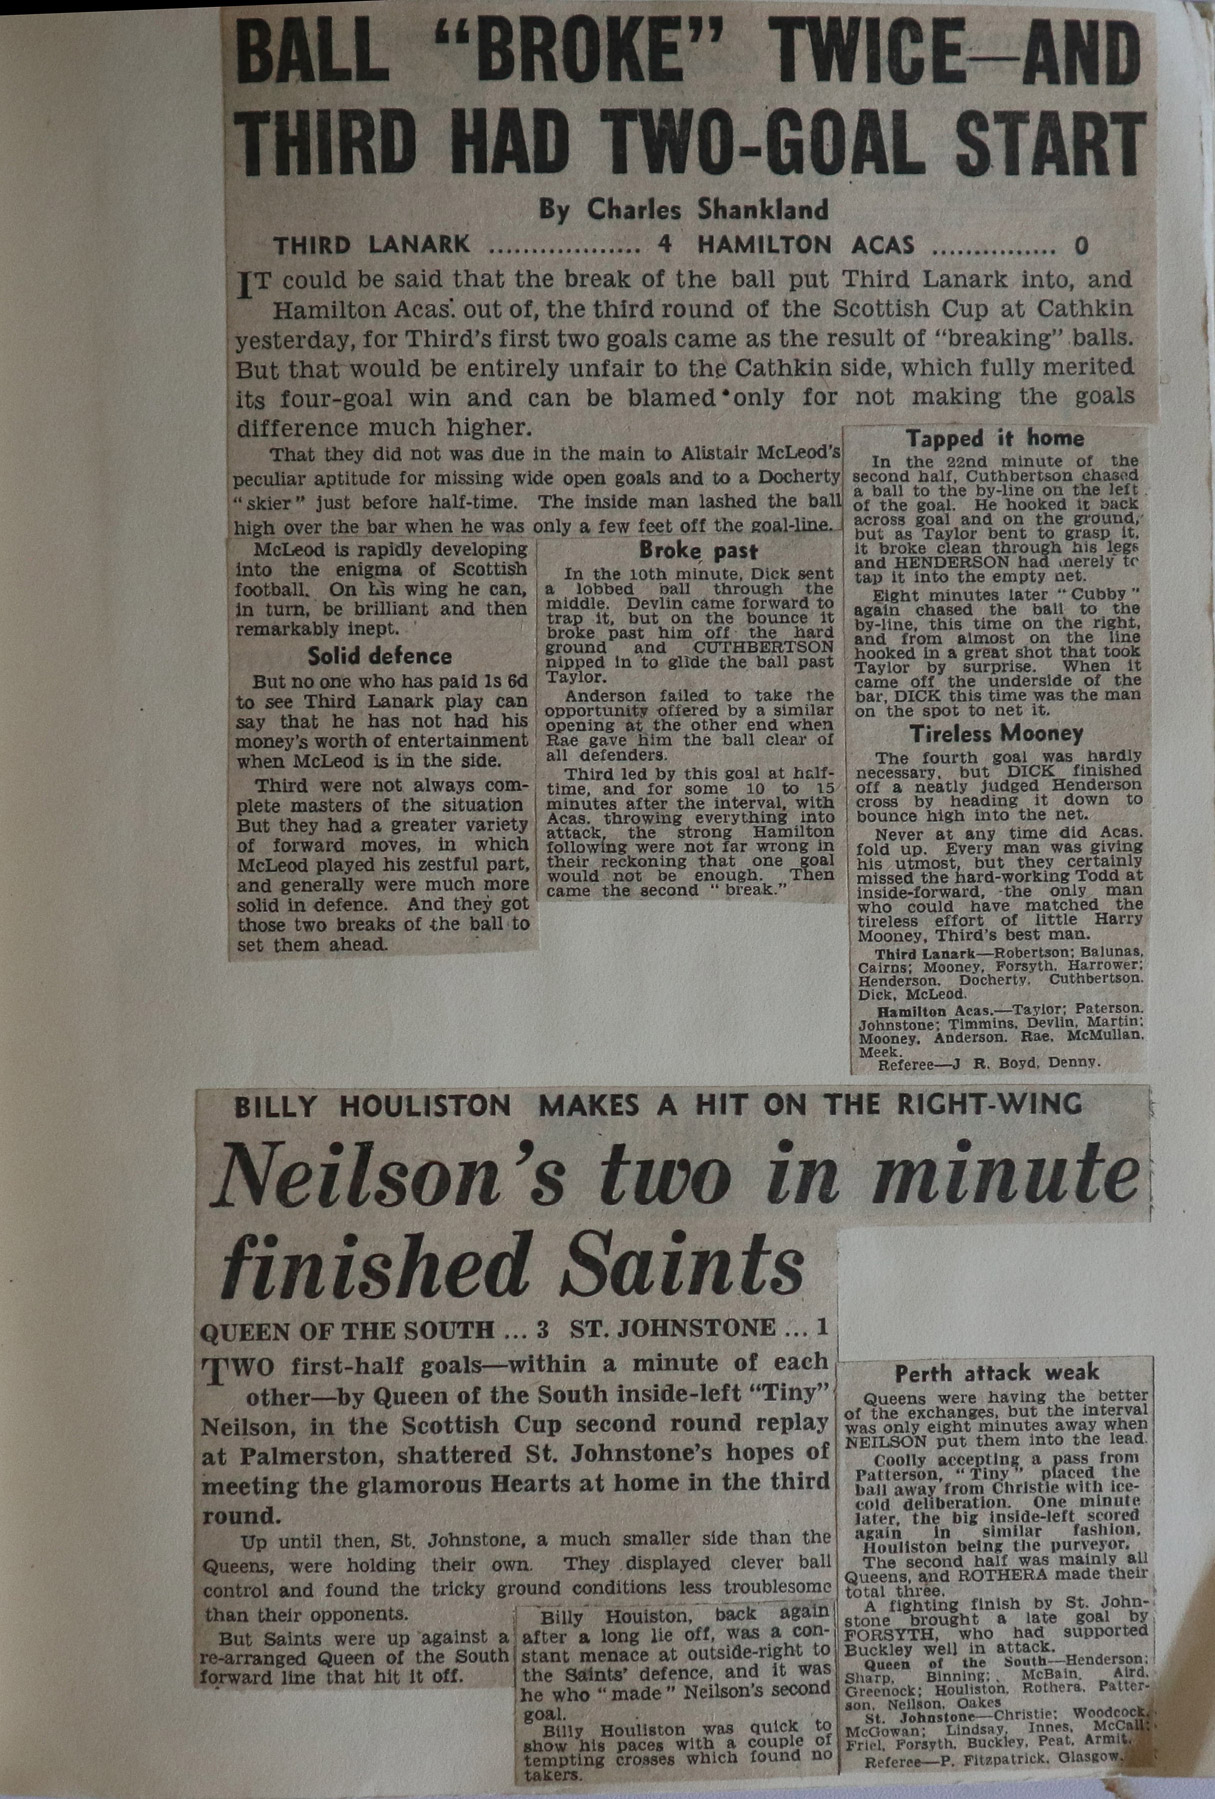 BALL “BROKE” TWICE—AND
THIRD HAD TWO-GOAL START
By Charles Shankland
THIRD LANARK .................. 4 HAMILTON ACAS ............... 0
IT could be said that the break of the ball put Third Lanark into, and
Hamilton Acas. out of, the third round of the Scottish Cup at Cathkin
yesterday, for Third's first two goals came as the result of “breaking” balls.
But that would be entirely unfair to the Cathkin side, which fully merited
its four-goal win and can be blamed only for not making the goals
difference much higher.
That they did not was due in the main to Alistair McLeod's
peculiar aptitude for missing wide open goals and to a Docherty
“skier” just before half-time. The inside man lashed the ball
high over the bar when he was only a few feet off the goal-line.
McLeod is rapidly developing
into the enigma of Scottish
football. On his wing he can,
in turn, be brilliant and then
remarkably inept.
Solid defence
But no one who has paid 1s 6d
to see Third Lanark play can
say that he has not had his
money's worth of entertainment
when McLeod is in the side.
Third were not always com-
plete masters of the situation
But they had a greater variety
of forward moves, in which
McLeod played his zestful part,
and generally were much more
solid in defence. And they got
those two breaks of the ball to
set them ahead.
Broke past
In the 10th minute, Dick sent
a lobbed ball through the
middle. Devlin came forward to
trap it, but on the bounce it
broke past him off the hard
ground and CUTHBERTSON
nipped in to glide the ball past
Taylor.
Anderson failed to take the
opportunity offered by a similar
opening at the other end when
Rae gave him the ball clear of
all defenders.
Third led by this goal at half-
time, and for some 10 to 15
minutes after the interval, with
Acas. throwing everything into
attack, the strong Hamilton
following were not far wrong in
their reckoning that one goal
would not be enough. Then
came the second “break.”
Tapped it home
In the 22nd minute of the
second half, Cuthbertson chased
a ball to the by-line on the left
of the goal. He hooked it back
across goal and on the ground,
but as Taylor bent to grasp it,
it broke clean through his legs
and HENDERSON had merely to
tap it into the empty net.
Eight minutes later “Cubby”
again chased the ball to the
by-line, this time on the right,
and from almost on the line
hooked in a great shot that took
Taylor by surprise. When it
came off the underside of the
bar, DICK this time was the man
on the spot to net it.
Tireless Mooney
The fourth goal was hardly
necessary, but DICK finished
off a neatly judged Henderson
cross by heading it down to
bounce high into the net.
Never at any time did Acas.
fold up. Every man was giving
his utmost, but they certainly
missed the hard-working Todd at
inside-forward, the only man
who could have matched the
tireless effort of little Harry
Mooney, Third's best man.
Third Lanark—Robertson; Balunas,
Cairns; Mooney, Forsyth, Harrower;
Henderson, Docherty, Cuthbertson.
Dick, McLeod.
Hamilton Acas.—Taylor; Paterson,
Johnstone; Timmins, Devlin, Martin;
Mooney, Anderson, Rae, McMullan,
Meek.
Referee—J R. Boyd, Denny.
BILLY HOULISTON MAKES A HIT ON THE RIGHT-WING
Neilson's two in minute
finished Saints
QUEEN OF THE SOUTH ... 3 ST. JOHNSTONE ... 1
TWO first-half goals—within a minute of each
other—by Queen of the South inside-left “Tiny”
Neilson, in the Scottish Cup second round replay
at Palmerston, shattered St. Johnstone's hopes of
meeting the glamorous Hearts at home in the third
round.
Up until then, St. Johnstone, a much smaller side than the
Queens, were holding their own. They displayed clever ball
control and found the tricky ground conditions less troublesome
than their opponents.
But Saints were up against a
re-arranged Queen of the South
forward line that hit it off.
Billy Houiston, back again
after a long lie off, was a con-
stant menace at outside-right to
the Saints' defence, and it was
he who “made” Neilson's second
goal.
Billy Houliston was quick to
show his paces with a couple of
tempting crosses which found no
takers.
Perth attack weak
Queens were having the better
of the exchanges, but the interval
was only eight minutes away when
NEILSON put them into the lead.
Coolly accepting a pass from
Patterson, “Tiny” placed the
ball away from Christie with ice-
cold deliberation. One minute
later, the big inside-left scored
again in similar fashion,
Houliston being the purveyor.
The second half was mainly all
Queens, and ROTHERA made their
total three.
A fighting finish by St. John-
stone brought a late goal by
FORSYTH, who had supported
Buckley well in attack.
Queen of the South—Henderson;
Sharp, Binning; McBain, Aird,
Greenock; Houliston, Rothera, Patter-
son, Neilson, Oakes
St. Johnstone—Christie; Woodcock,
McGowan; Lindsay, Innes, McCall;
Friel, Forsyth, Buckley, Peat, Armit.
Referee—P. Fitzpatrick, Glasgow.